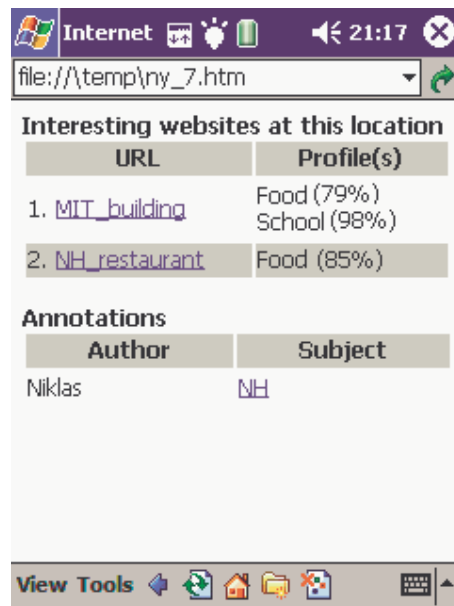 Internet 21:17
file://\temp\ny_7.htm
Interesting websites at this location
URL Profile(s)
1. MIT_building Food (79%)
School (98%)
2. NH_restaurant Food (85%)
Annotations
Author Subject
Niklas NH
View Tools